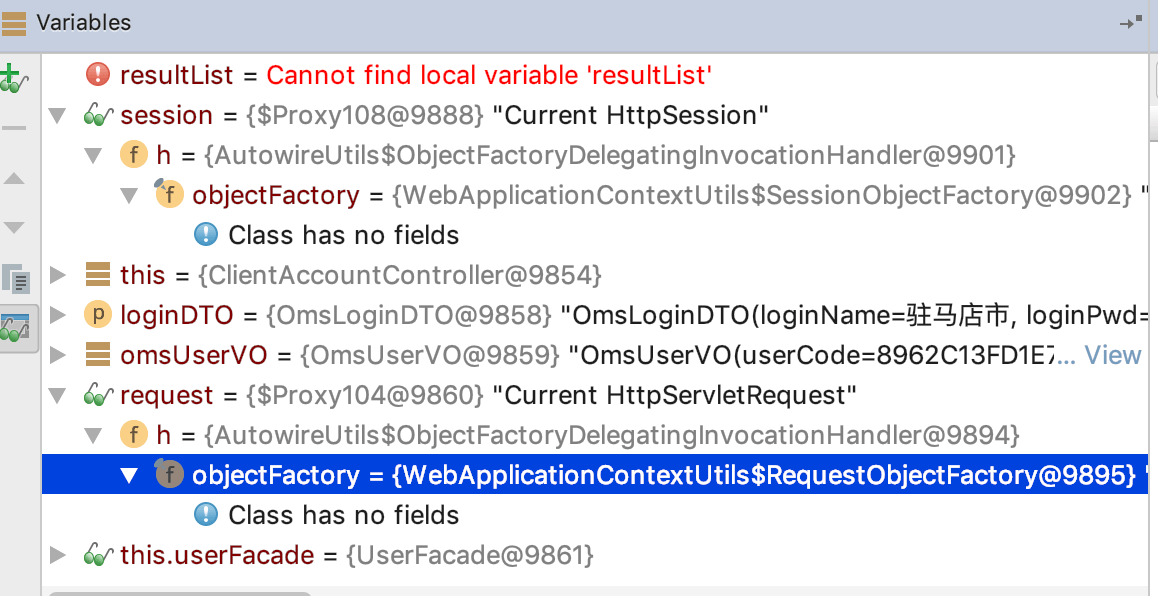 Variables
resultList = Cannot find local variable 'resultList'
session = {$Proxy108@9888} "Current HttpSession"
f h = {AutowireUtils$ObjectFactoryDelegatingInvocationHandler@9901}
f objectFactory = {WebApplicationContextUtils$SessionObjectFactory@9902} "
Class has no fields
this = {ClientAccountController@9854}
p loginDTO = {OmsLoginDTO@9858} "OmsLoginDTO(loginName=驻马店市, loginPwd=
omsUserVO = {OmsUserVO@9859} "OmsUserVO(userCode=8962C13FD1E7... View
request = {$Proxy104@9860} "Current HttpServletRequest"
f h = {AutowireUtils$ObjectFactoryDelegatingInvocationHandler@9894}
f objectFactory = {WebApplicationContextUtils$RequestObjectFactory@9895} "
Class has no fields
this.userFacade = {UserFacade@9861}